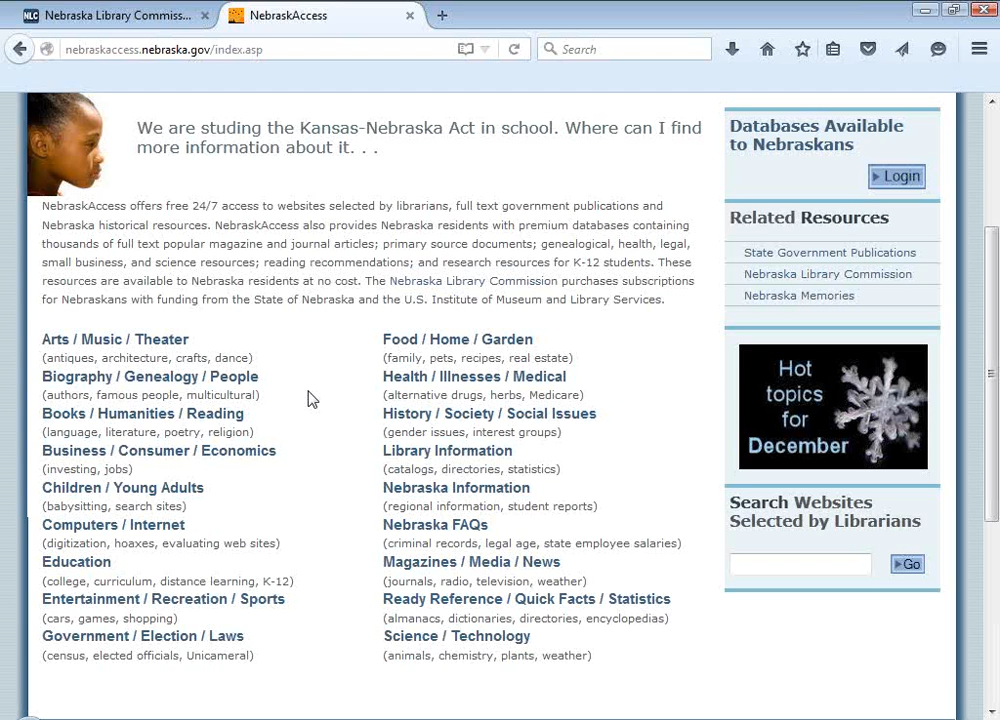 NLC Nebraska Library Commiss... ×
NebraskAccess ×
nebraskaccess.nebraska.gov/index.asp
Search
We are studing the Kansas-Nebraska Act in school. Where can I find
more information about it. . .
NebraskAccess offers free 24/7 access to websites selected by librarians, full text government publications and
Nebraska historical resources. NebraskAccess also provides Nebraska residents with premium databases containing
thousands of full text popular magazine and journal articles; primary source documents; genealogical, health, legal,
small business, and science resources; reading recommendations; and research resources for K-12 students. These
resources are available to Nebraska residents at no cost. The Nebraska Library Commission purchases subscriptions
for Nebraskans with funding from the State of Nebraska and the U.S. Institute of Museum and Library Services.
Arts / Music / Theater
(antiques, architecture, crafts, dance)
Biography / Genealogy / People
(authors, famous people, multicultural)
Books / Humanities / Reading
(language, literature, poetry, religion)
Business / Consumer / Economics
(investing, jobs)
Children / Young Adults
(babysitting, search sites)
Computers / Internet
(digitization, hoaxes, evaluating web sites)
Education
(college, curriculum, distance learning, K-12)
Entertainment / Recreation / Sports
(cars, games, shopping)
Government / Election / Laws
(census, elected officials, Unicameral)
Food / Home / Garden
(family, pets, recipes, real estate)
Health / Illnesses / Medical
(alternative drugs, herbs, Medicare)
History / Society / Social Issues
(gender issues, interest groups)
Library Information
(catalogs, directories, statistics)
Nebraska Information
(regional information, student reports)
Nebraska FAQs
(criminal records, legal age, state employee salaries)
Magazines / Media / News
(journals, radio, television, weather)
Ready Reference / Quick Facts / Statistics
(almanacs, dictionaries, directories, encyclopedias)
Science / Technology
(animals, chemistry, plants, weather)
Databases Available
to Nebraskans
Login
Related Resources
State Government Publications
Nebraska Library Commission
Nebraska Memories
Hot
topics
for
December
Search Websites
Selected by Librarians
Go